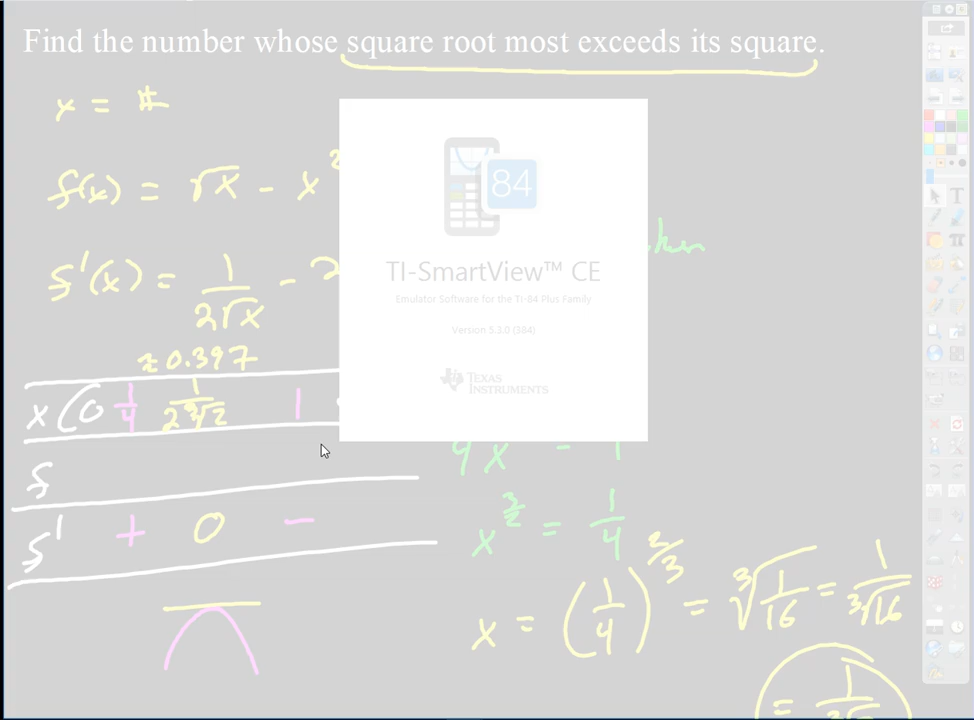 Find the number whose square root most exceeds its square.
x = #
f(x) = √x - x²
f'(x) = 1/(2√x) - 2
≈ 0.397
x (0 1/4 1/(2∛2) 1
f
f' + 0 -
84
TI-SmartView™ CE
Emulator Software for the TI-84 Plus Family
Version 5.3.0 (384)
TEXAS
INSTRUMENTS
4x - 1
x^(3/2) = 1/4
x = (1/4)^(2/3) = ∛(1/16) = 1/∛16
T